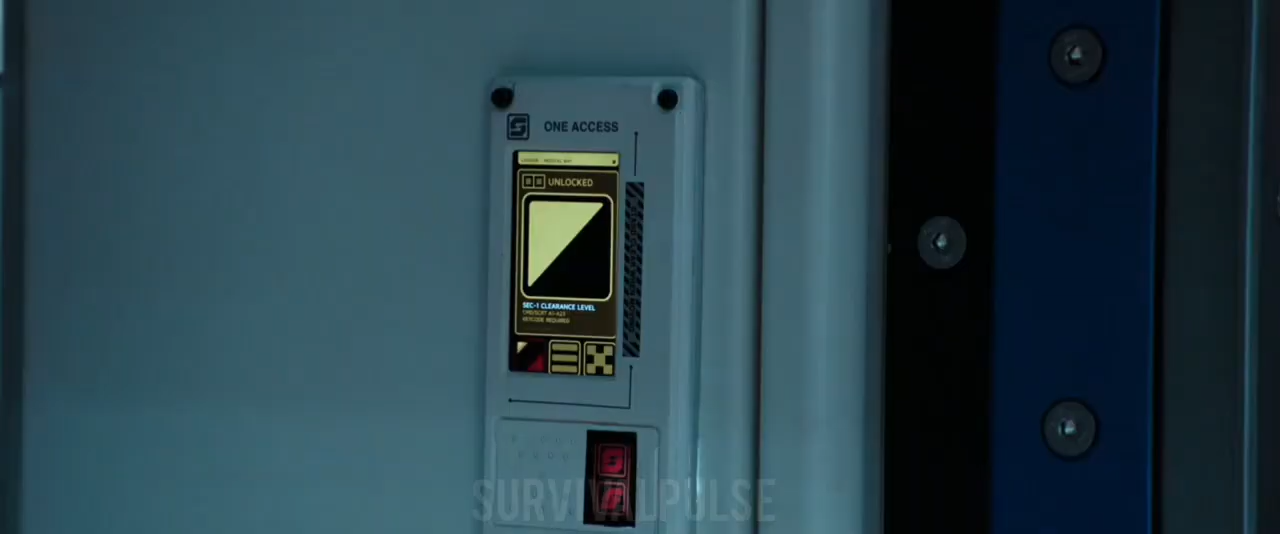 ONE ACCESS
UNLOCKED
SEC-1 CLEARANCE LEVEL
KEYCODE REQUIRED
SURVIVALPULSE